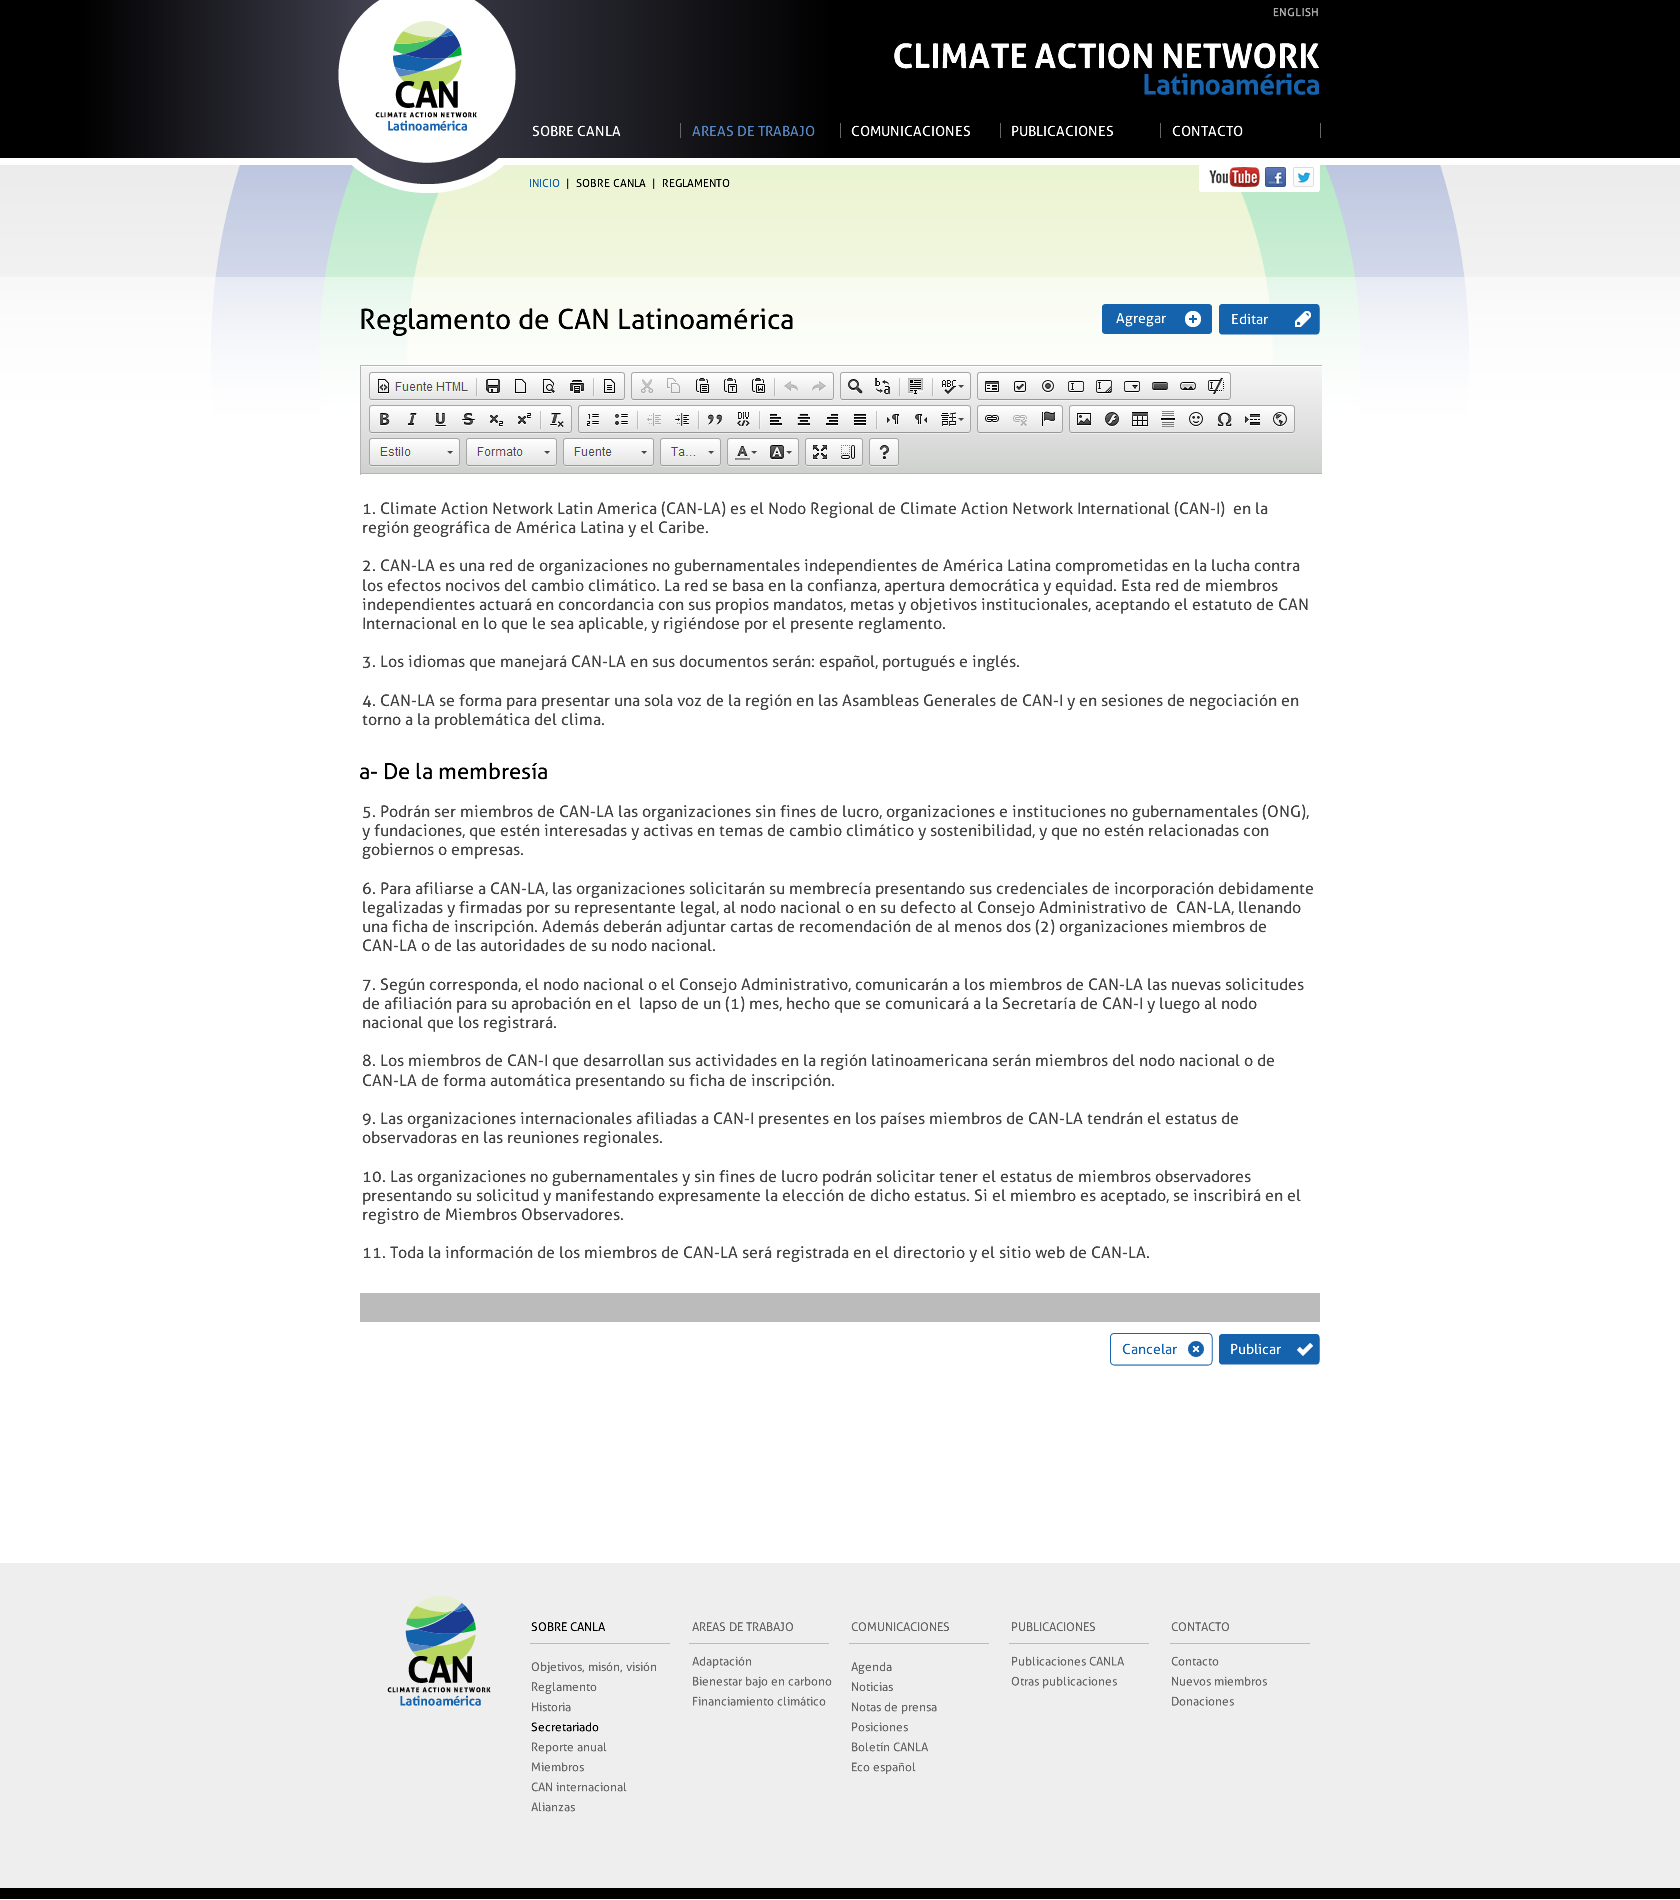 ENGLISH
CAN
CLIMATE ACTION NETWORK
Latinoamérica
CLIMATE ACTION NETWORK
Latinoamérica
SOBRE CANLA
AREAS DE TRABAJO
COMUNICACIONES
PUBLICACIONES
CONTACTO
INICIO | SOBRE CANLA | REGLAMENTO
YouTube
Reglamento de CAN Latinoamérica
Agregar
Editar
Fuente HTML
Estilo
Formato
Fuente
Ta...
1. Climate Action Network Latin America (CAN-LA) es el Nodo Regional de Climate Action Network International (CAN-I)  en la
región geográfica de América Latina y el Caribe.
2. CAN-LA es una red de organizaciones no gubernamentales independientes de América Latina comprometidas en la lucha contra
los efectos nocivos del cambio climático. La red se basa en la confianza, apertura democrática y equidad. Esta red de miembros
independientes actuará en concordancia con sus propios mandatos, metas y objetivos institucionales, aceptando el estatuto de CAN
Internacional en lo que le sea aplicable, y rigiéndose por el presente reglamento.
3. Los idiomas que manejará CAN-LA en sus documentos serán: español, portugués e inglés.
4. CAN-LA se forma para presentar una sola voz de la región en las Asambleas Generales de CAN-I y en sesiones de negociación en
torno a la problemática del clima.
a- De la membresía
5. Podrán ser miembros de CAN-LA las organizaciones sin fines de lucro, organizaciones e instituciones no gubernamentales (ONG),
y fundaciones, que estén interesadas y activas en temas de cambio climático y sostenibilidad, y que no estén relacionadas con
gobiernos o empresas.
6. Para afiliarse a CAN-LA, las organizaciones solicitarán su membrecía presentando sus credenciales de incorporación debidamente
legalizadas y firmadas por su representante legal, al nodo nacional o en su defecto al Consejo Administrativo de  CAN-LA, llenando
una ficha de inscripción. Además deberán adjuntar cartas de recomendación de al menos dos (2) organizaciones miembros de
CAN-LA o de las autoridades de su nodo nacional.
7. Según corresponda, el nodo nacional o el Consejo Administrativo, comunicarán a los miembros de CAN-LA las nuevas solicitudes
de afiliación para su aprobación en el  lapso de un (1) mes, hecho que se comunicará a la Secretaría de CAN-I y luego al nodo
nacional que los registrará.
8. Los miembros de CAN-I que desarrollan sus actividades en la región latinoamericana serán miembros del nodo nacional o de
CAN-LA de forma automática presentando su ficha de inscripción.
9. Las organizaciones internacionales afiliadas a CAN-I presentes en los países miembros de CAN-LA tendrán el estatus de
observadoras en las reuniones regionales.
10. Las organizaciones no gubernamentales y sin fines de lucro podrán solicitar tener el estatus de miembros observadores
presentando su solicitud y manifestando expresamente la elección de dicho estatus. Si el miembro es aceptado, se inscribirá en el
registro de Miembros Observadores.
11. Toda la información de los miembros de CAN-LA será registrada en el directorio y el sitio web de CAN-LA.
Cancelar
Publicar
CAN
CLIMATE ACTION NETWORK
Latinoamérica
SOBRE CANLA
Objetivos, misón, visión
Reglamento
Historia
Secretariado
Reporte anual
Miembros
CAN internacional
Alianzas
AREAS DE TRABAJO
Adaptación
Bienestar bajo en carbono
Financiamiento climático
COMUNICACIONES
Agenda
Noticias
Notas de prensa
Posiciones
Boletín CANLA
Eco español
PUBLICACIONES
Publicaciones CANLA
Otras publicaciones
CONTACTO
Contacto
Nuevos miembros
Donaciones